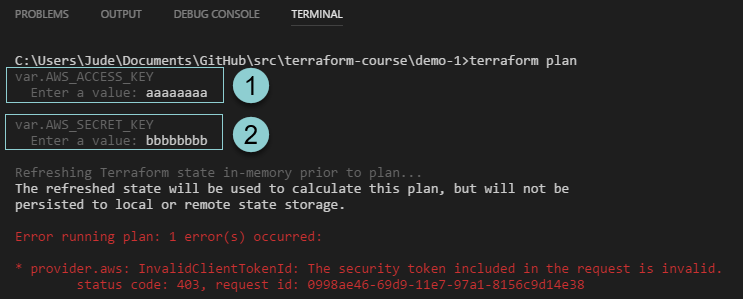 PROBLEMS OUTPUT DEBUG CONSOLE TERMINAL
C:\Users\Jude\Documents\GitHub\src\terraform-course\demo-1>terraform plan
var.AWS_ACCESS_KEY
Enter a value: aaaaaaaa
1
var.AWS_SECRET_KEY
Enter a value: bbbbbbbb
2
Refreshing Terraform state in-memory prior to plan...
The refreshed state will be used to calculate this plan, but will not be
persisted to local or remote state storage.
Error running plan: 1 error(s) occurred:
* provider.aws: InvalidClientTokenId: The security token included in the request is invalid.
status code: 403, request id: 0998ae46-69d9-11e7-97a1-8156c9d14e38